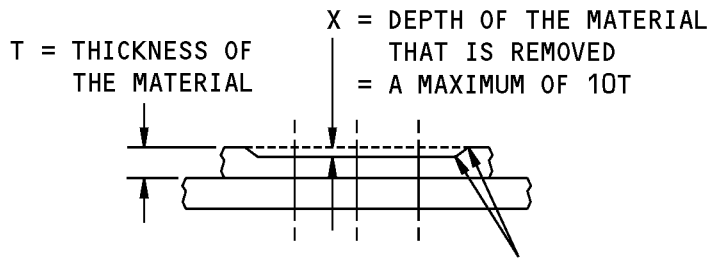 X = DEPTH OF THE MATERIAL
THAT IS REMOVED
= A MAXIMUM OF 10T
T = THICKNESS OF
THE MATERIAL